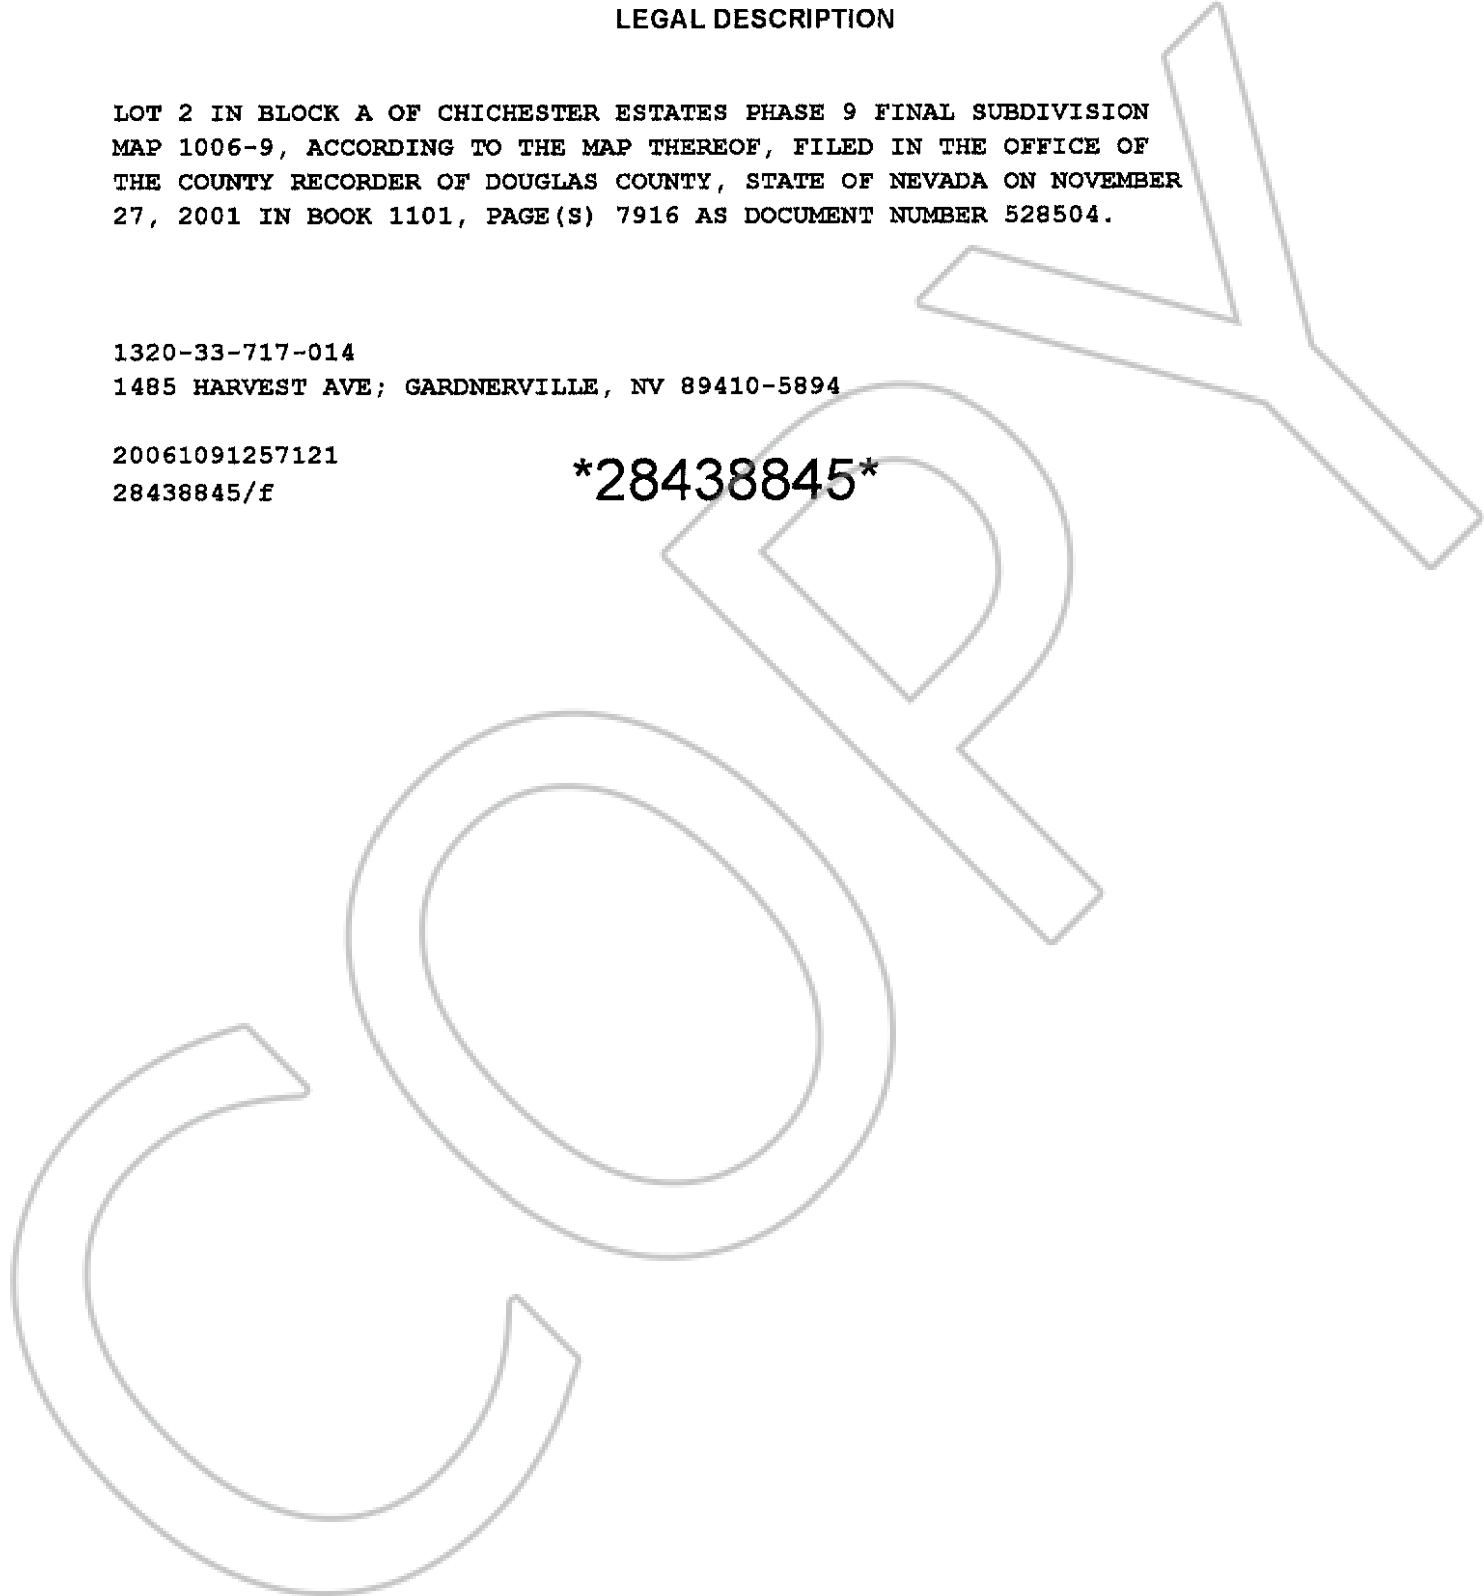 LEGAL DESCRIPTION
LOT 2 IN BLOCK A OF CHICHESTER ESTATES PHASE 9 FINAL SUBDIVISION
MAP 1006-9, ACCORDING TO THE MAP THEREOF, FILED IN THE OFFICE OF
THE COUNTY RECORDER OF DOUGLAS COUNTY, STATE OF NEVADA ON NOVEMBER
27, 2001 IN BOOK 1101, PAGE(S) 7916 AS DOCUMENT NUMBER 528504.
1320-33-717-014
1485 HARVEST AVE; GARDNERVILLE, NV 89410-5894
20061091257121
28438845/f
*28438845*
COPY